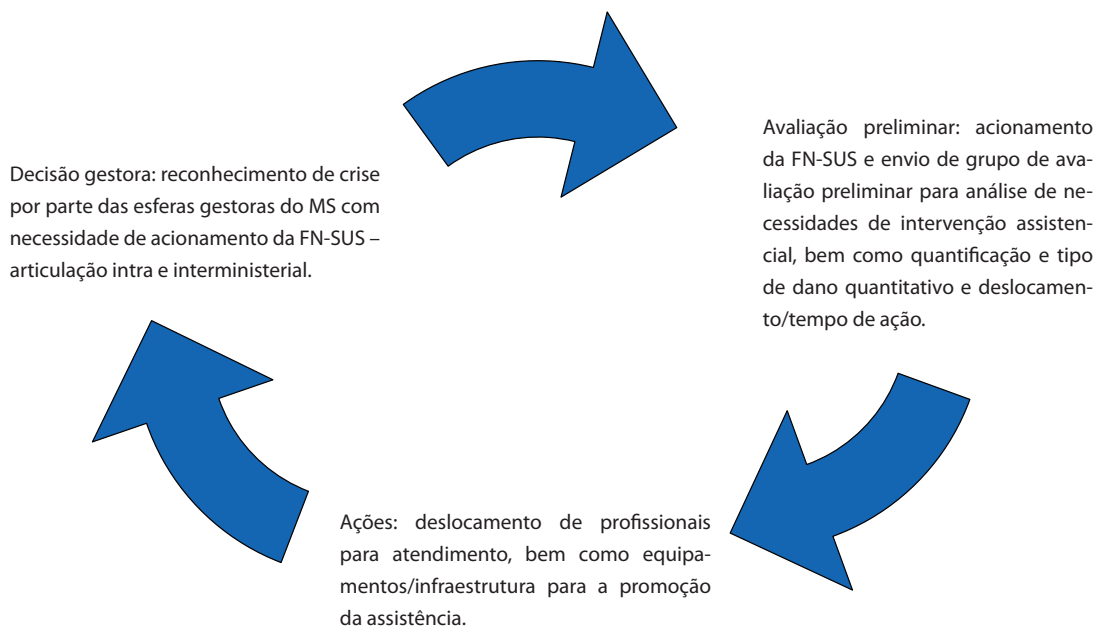 Decisão gestora: reconhecimento de crise
por parte das esferas gestoras do MS com
necessidade de acionamento da FN-SUS –
articulação intra e interministerial.
Avaliação preliminar: acionamento
da FN-SUS e envio de grupo de ava-
liação preliminar para análise de ne-
cessidades de intervenção assisten-
cial, bem como quantificação e tipo
de dano quantitativo e deslocamen-
to/tempo de ação.
Ações: deslocamento de profissionais
para atendimento, bem como equipa-
mentos/infraestrutura para a promoção
da assistência.